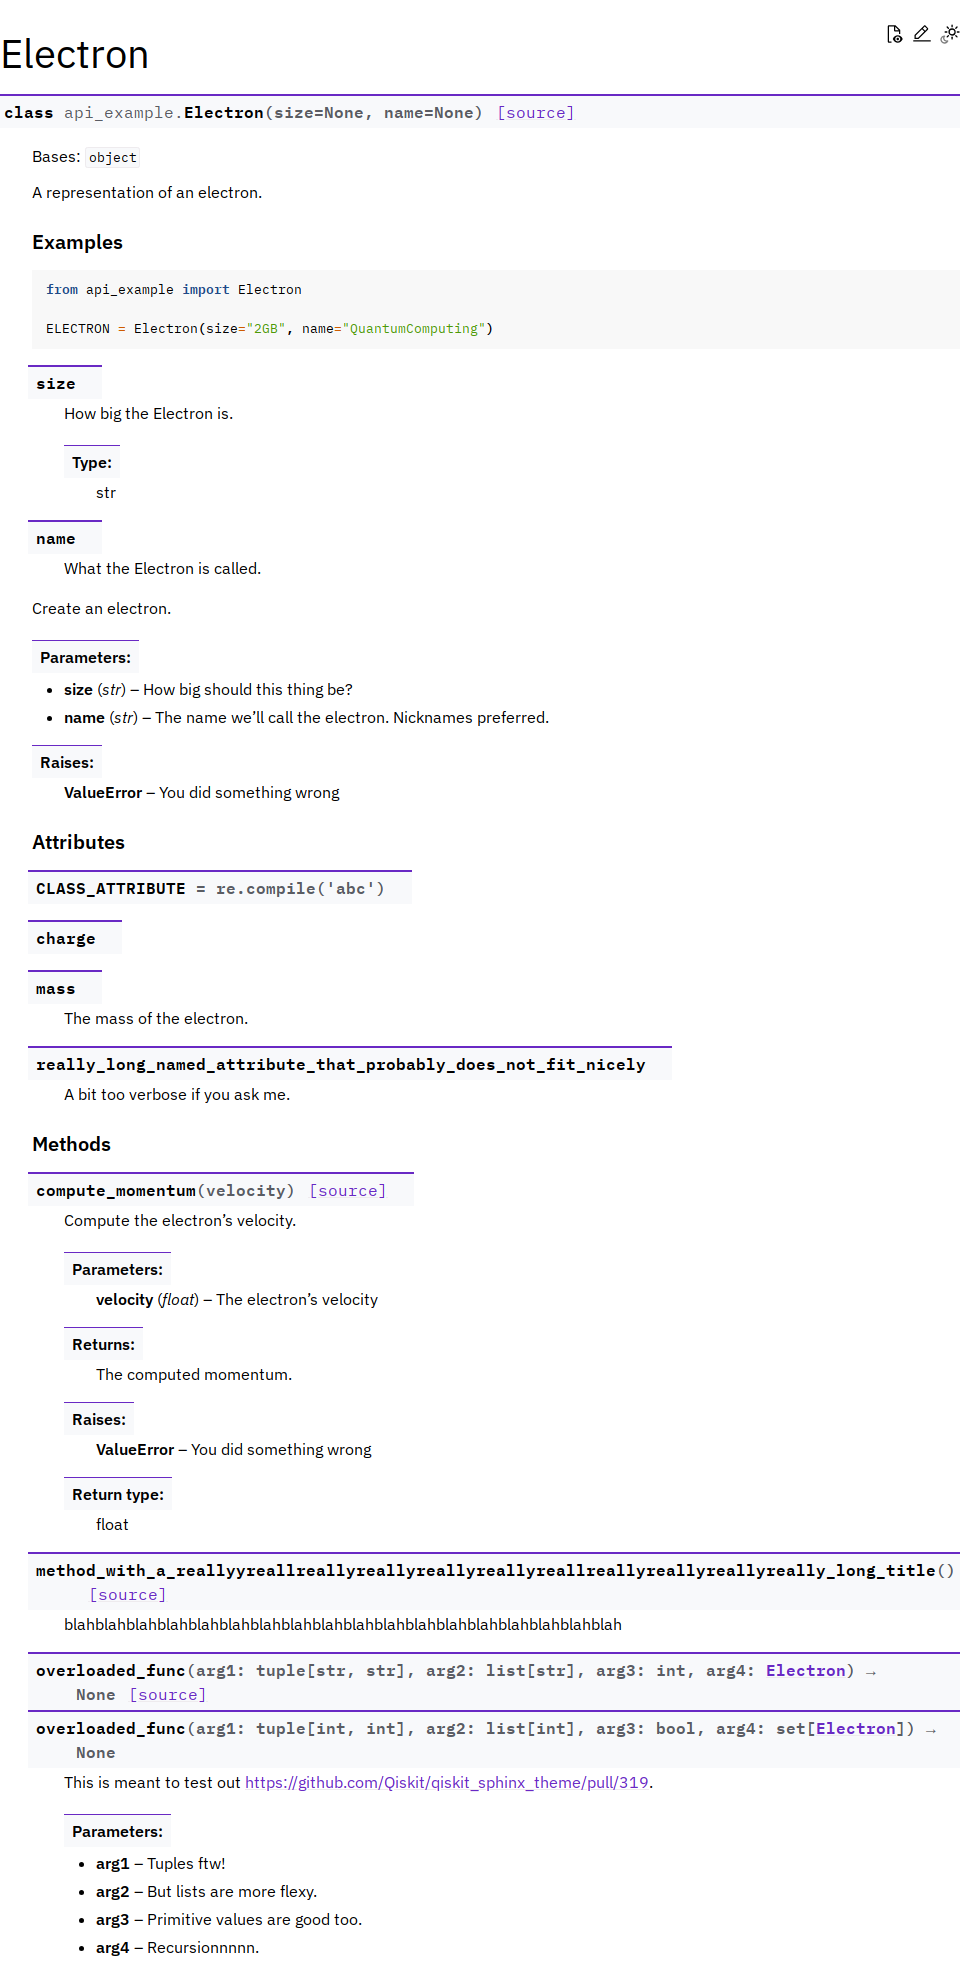 Electron
class api_example.Electron(size=None, name=None) [source]
Bases: object
A representation of an electron.
Examples
from api_example import Electron
ELECTRON = Electron(size="2GB", name="QuantumComputing")
size
How big the Electron is.
Type:
str
name
What the Electron is called.
Create an electron.
Parameters:
• size (str) – How big should this thing be?
• name (str) – The name we’ll call the electron. Nicknames preferred.
Raises:
ValueError – You did something wrong
Attributes
CLASS_ATTRIBUTE = re.compile('abc')
charge
mass
The mass of the electron.
really_long_named_attribute_that_probably_does_not_fit_nicely
A bit too verbose if you ask me.
Methods
compute_momentum(velocity) [source]
Compute the electron’s velocity.
Parameters:
velocity (float) – The electron’s velocity
Returns:
The computed momentum.
Raises:
ValueError – You did something wrong
Return type:
float
method_with_a_reallyyreallreallyreallyreallyreallyreallreallyreallyreallyreally_long_title()
[source]
blahblahblahblahblahblahblahblahblahblahblahblahblahblahblahblahblahblah
overloaded_func(arg1: tuple[str, str], arg2: list[str], arg3: int, arg4: Electron) →
None [source]
overloaded_func(arg1: tuple[int, int], arg2: list[int], arg3: bool, arg4: set[Electron]) →
None
This is meant to test out https://github.com/Qiskit/qiskit_sphinx_theme/pull/319.
Parameters:
• arg1 – Tuples ftw!
• arg2 – But lists are more flexy.
• arg3 – Primitive values are good too.
• arg4 – Recursionnnnn.